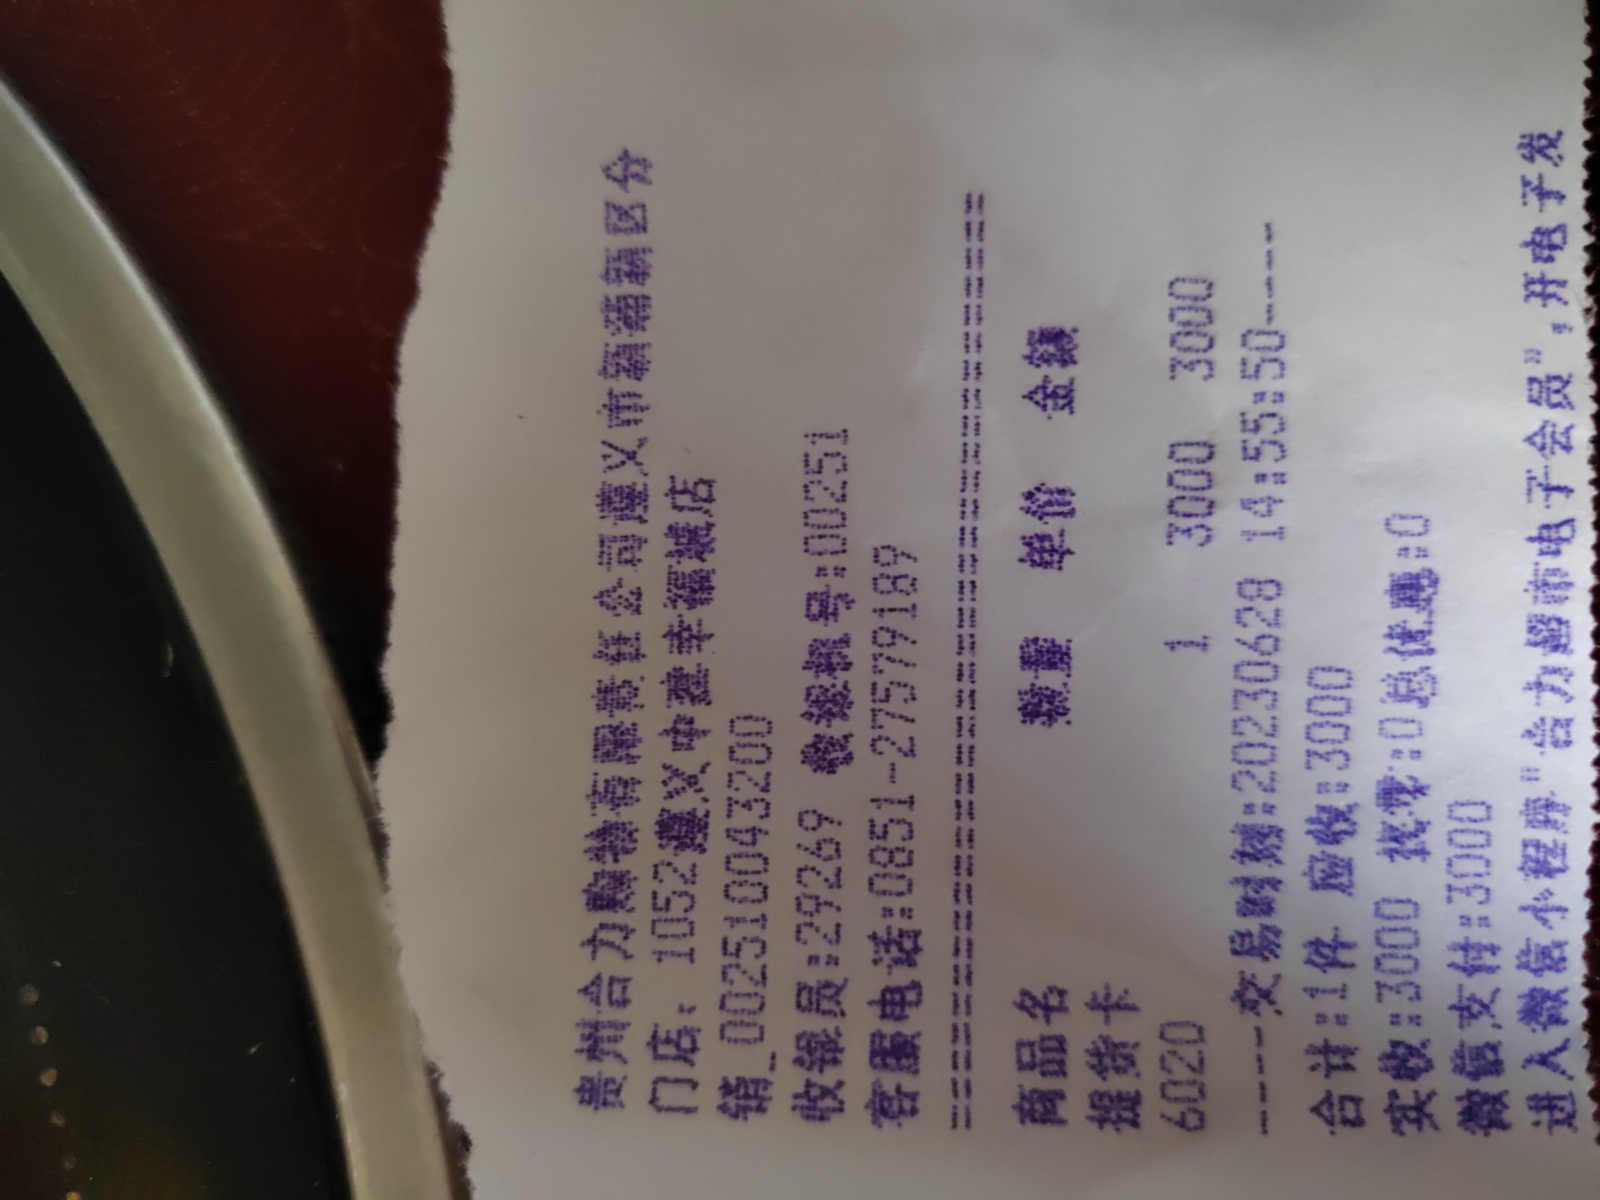 贵州合力购物有限责任公司遵义市新蒲新区分
门店: 1052遵义中建幸福城店
销_002510043200
收银员:29269 收银机号:00251
客服电话:0851-27579189
==================================
商品名 数量 单价 金额
提货卡
6020 1 3000 3000
----交易时刻:20230628 14:55:50----
合计:1件 应收:3000
实收:3000 找零:0总优惠:0
微信支付:3000
进入微信小程序"合力超市电子会员",开电子发